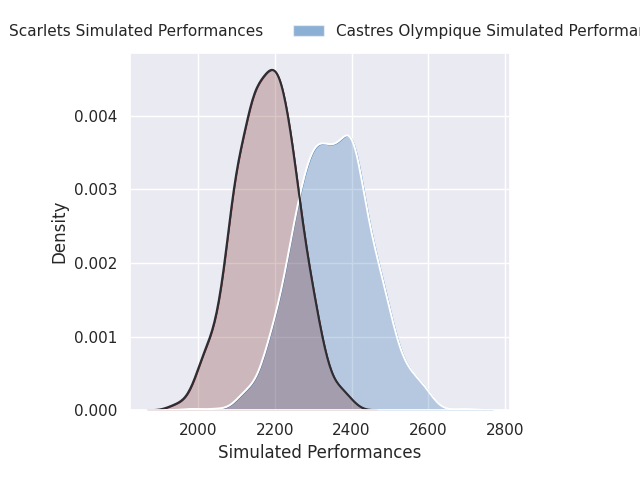 Scarlets Simulated Performances
Castres Olympique Simulated
0.004
0.003
0.002
0.001
0.000
Density
2000 2200 2400 2600 2800
Simulated Performances